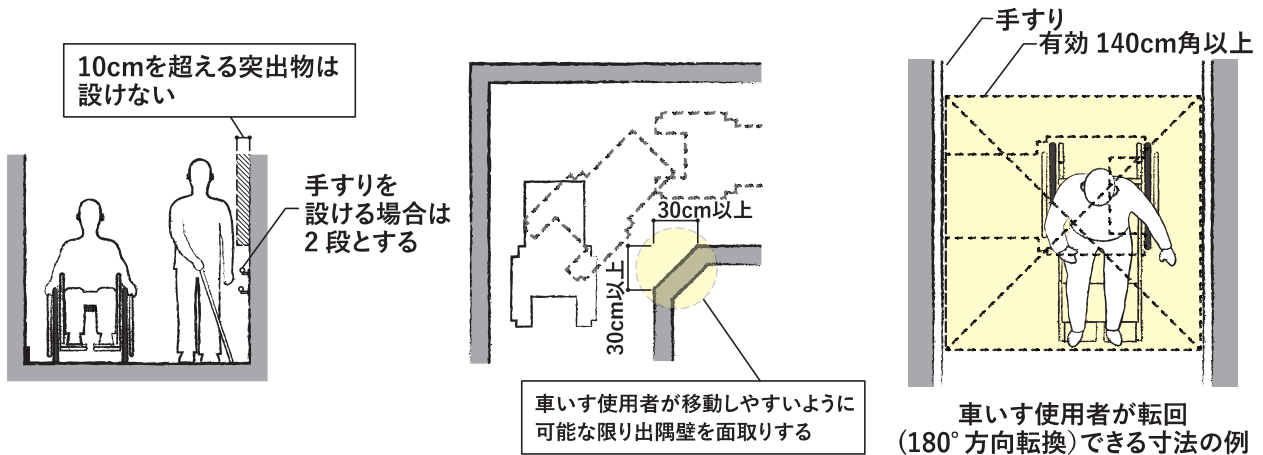 10cmを超える突出物は
設けない
手すりを
設ける場合は
2段とする
30cm以上
30cm以上
車いす使用者が移動しやすいように
可能な限り出隅壁を面取りする
手すり
有効 140cm角以上
車いす使用者が転回
(180°方向転換)できる寸法の例